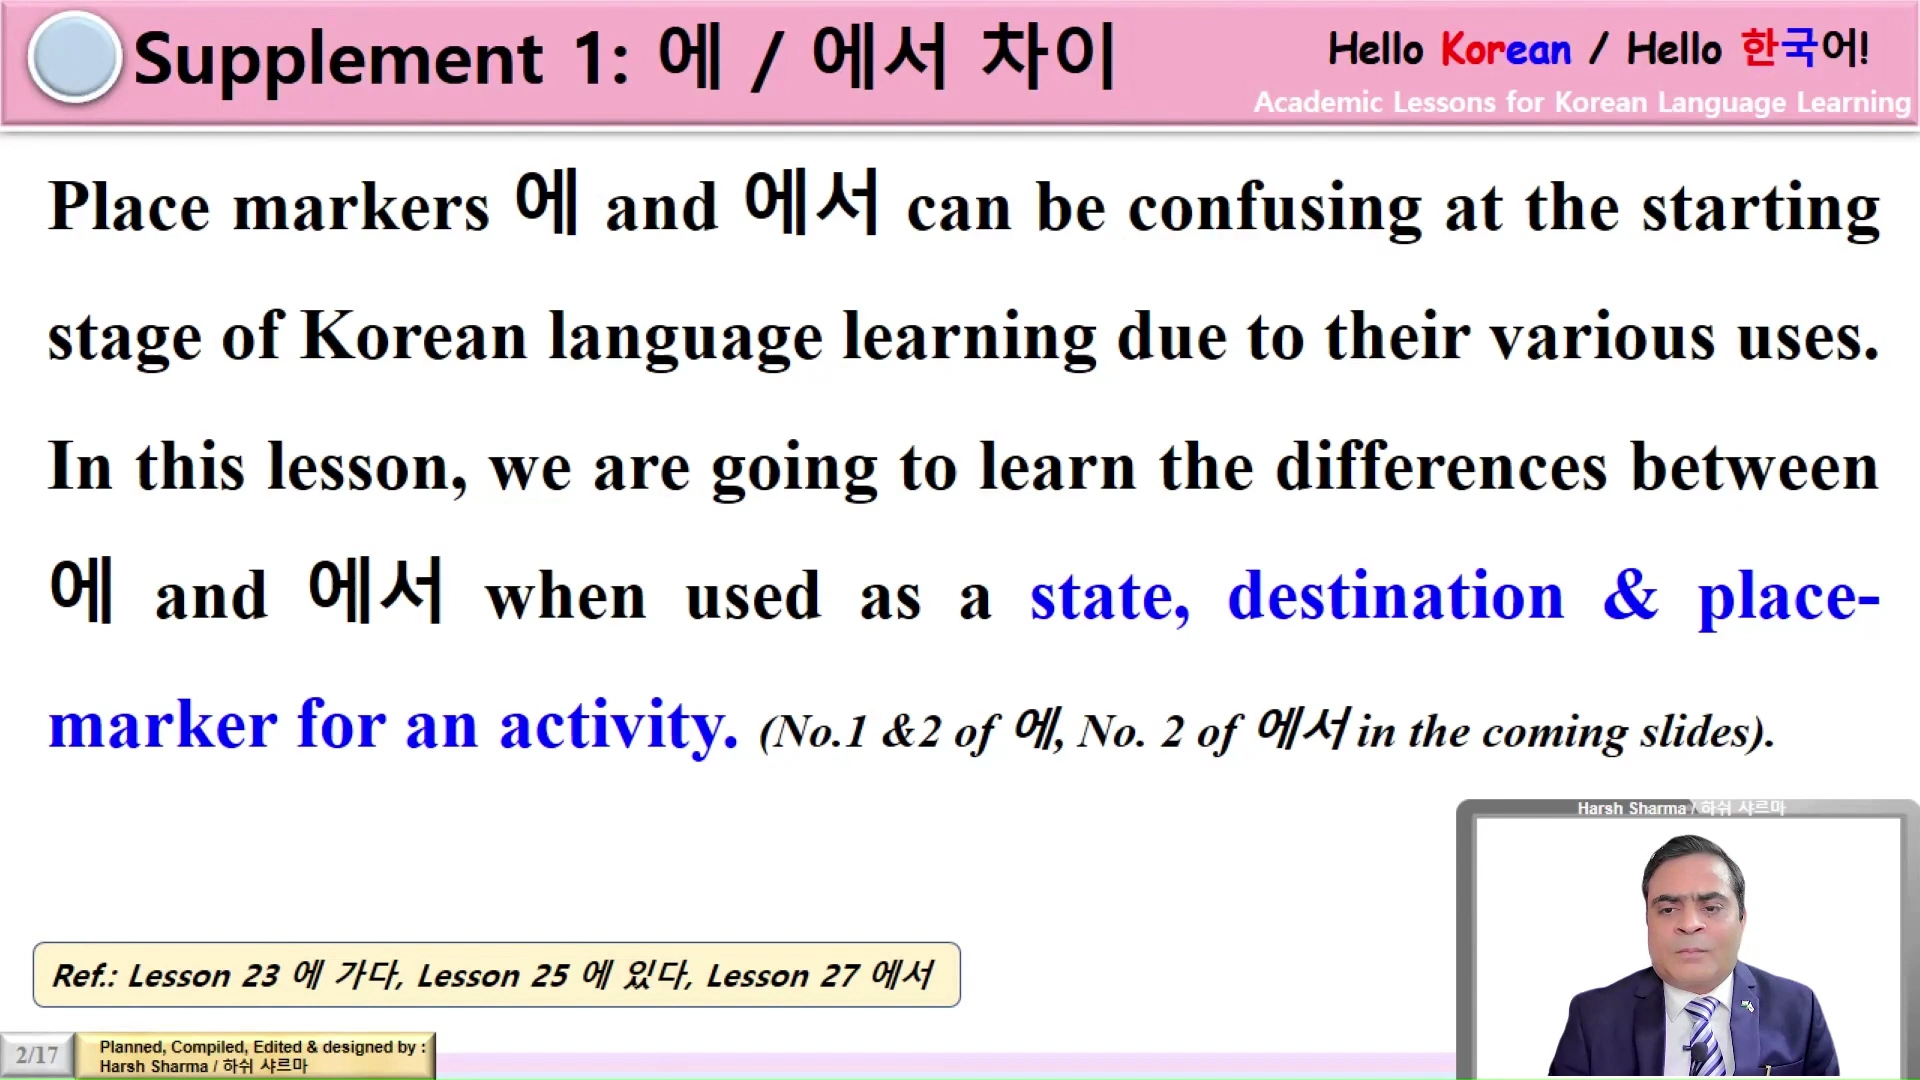 Supplement 1: 에 / 에서 차이
Hello Korean / Hello 한국어!
Academic Lessons for Korean Language Learning
Place markers 에 and 에서 can be confusing at the starting
stage of Korean language learning due to their various uses.
In this lesson, we are going to learn the differences between
에 and 에서 when used as a state, destination & place-
marker for an activity. (No.1 &2 of 에, No. 2 of 에서 in the coming slides).
Harsh Sharma / 하쉬 샤르마
Ref.: Lesson 23 에 가다, Lesson 25 에 있다, Lesson 27 에서
2/17
Planned, Compiled, Edited & designed by :
Harsh Sharma / 하쉬 샤르마